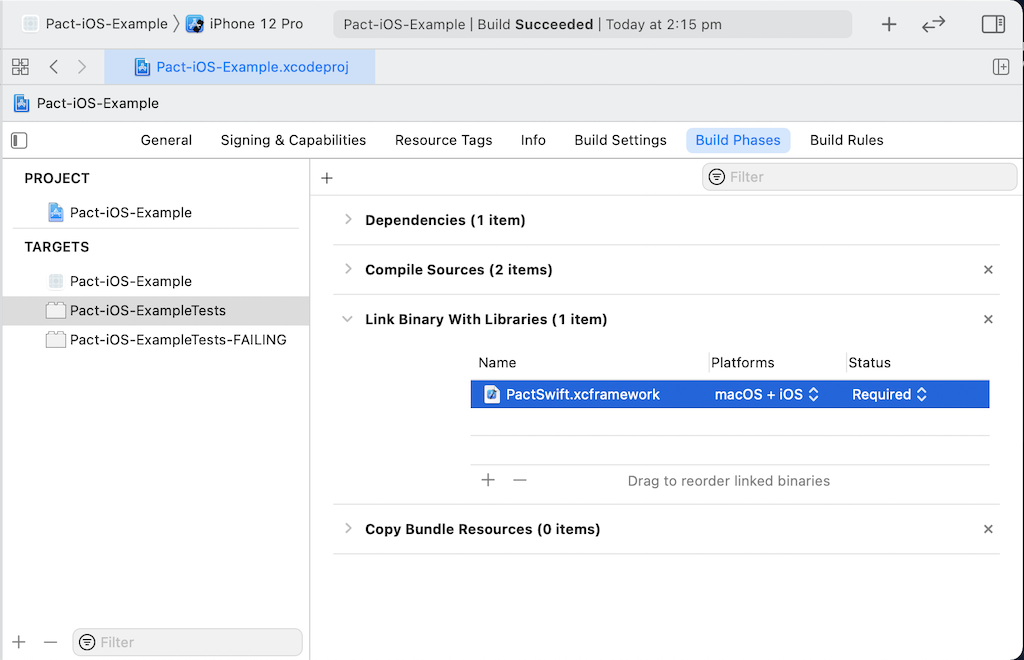 Pact-iOS-Example iPhone 12 Pro Pact-iOS-Example | Build Succeeded | Today at 2:15 pm
Pact-iOS-Example.xcodeproj
Pact-iOS-Example
General Signing & Capabilities Resource Tags Info Build Settings Build Phases Build Rules
PROJECT
Pact-iOS-Example
TARGETS
Pact-iOS-Example
Pact-iOS-ExampleTests
Pact-iOS-ExampleTests-FAILING
Filter
Filter
Dependencies (1 item)
Compile Sources (2 items)
Link Binary With Libraries (1 item)
Name Platforms Status
PactSwift.xcframework macOS + iOS Required
Drag to reorder linked binaries
Copy Bundle Resources (0 items)